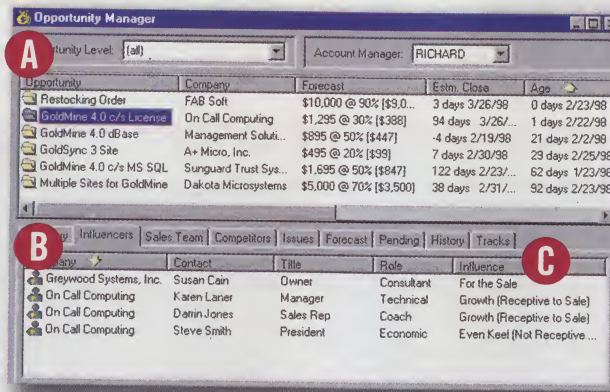 Opportunity Manager
A
tunity Level: (all) Account Manager: RICHARD
Opportunity Company Forecast Estm. Close Age
Restocking Order FAB Soft $10,000 @ 90% [$9,0... 3 days 3/26/98 0 days 2/23/98
GoldMine 4.0 c/s License On Call Computing $1,295 @ 30% [$388] 94 days 3/26/... 1 days 2/22/98
GoldMine 4.0 dBase Management Soluti... $895 @ 50% [$447] -4 days 2/19/98 21 days 2/2/98
GoldSync 3 Site A+ Micro, Inc. $495 @ 20% [$99] 7 days 2/30/98 29 days 2/25/98
GoldMine 4.0 c/s MS SQL Sunguard Trust Sys... $1,695 @ 50% [$847] 122 days 2/23/... 62 days 1/23/98
Multiple Sites for GoldMine Dakota Microsystems $5,000 @ 70% [$3,500] 38 days 2/31/... 92 days 2/23/98
B Influencers Sales Team Competitors Issues Forecast Pending History Tracks C
pany Contact Title Role Influence
Greywood Systems, Inc. Susan Cain Owner Consultant For the Sale
On Call Computing Karen Laner Manager Technical Growth (Receptive to Sale)
On Call Computing Darrin Jones Sales Rep Coach Growth (Receptive to Sale)
On Call Computing Steve Smith President Economic Even Keel (Not Receptive ...